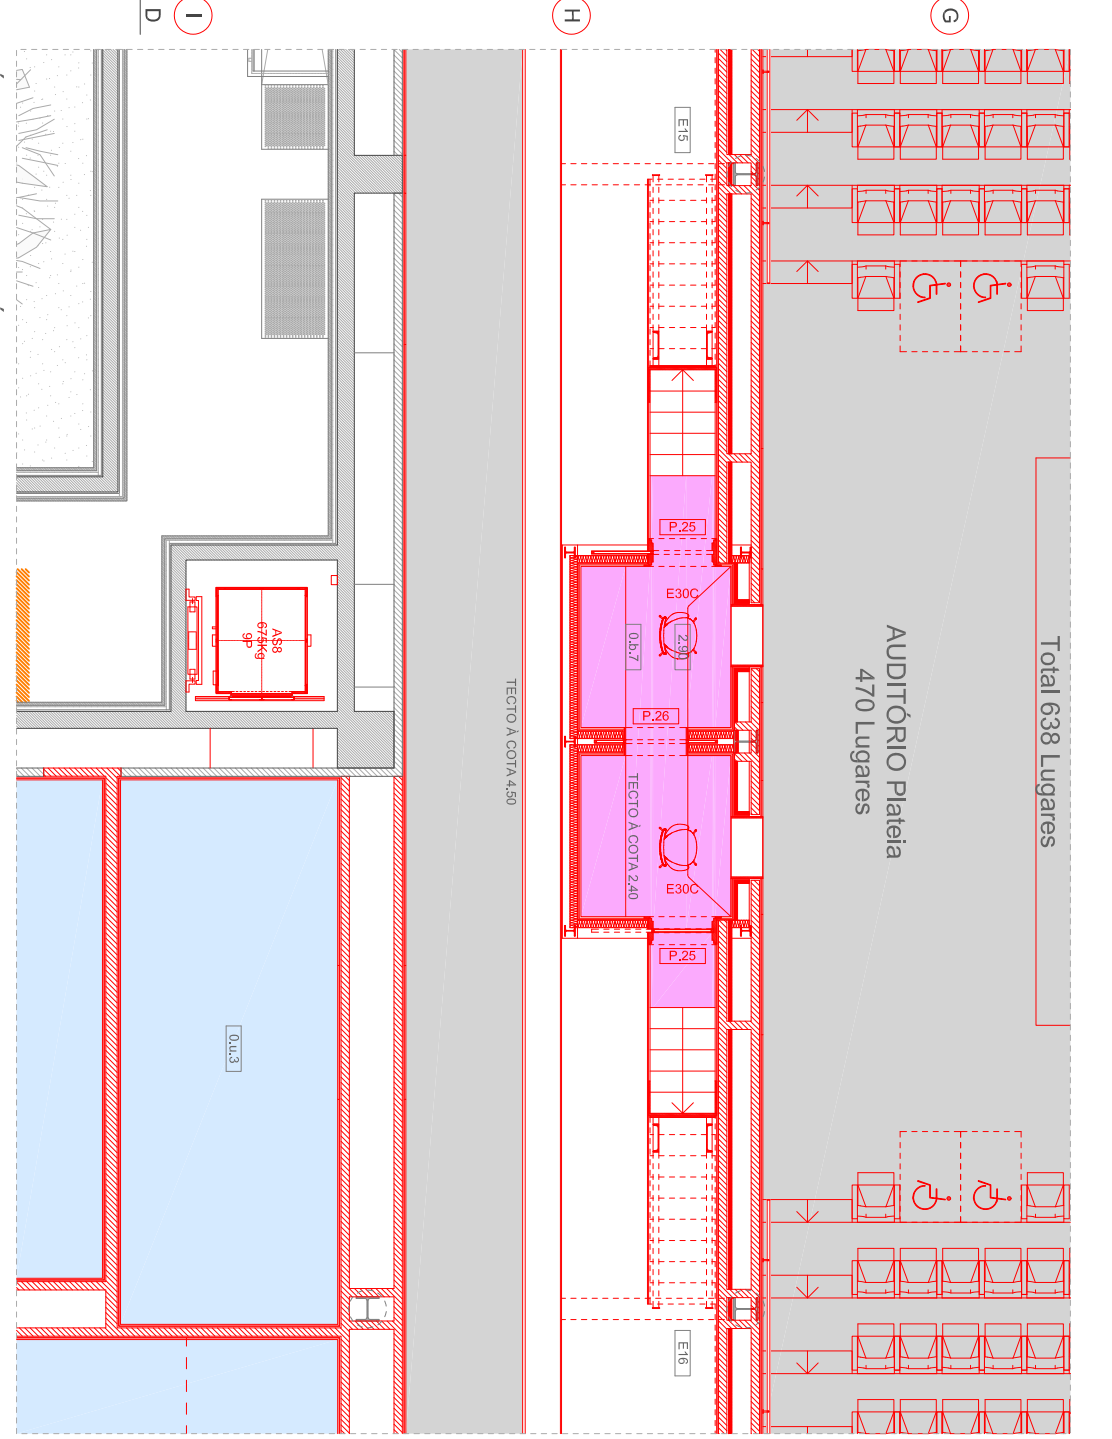 D
I
H
G
E15
Total 638 Lugares
AUDITÓRIO Plateia
470 Lugares
P.25
E30C
2.90
0.b.7
P.26
TECTO À COTA 2.40
E30C
P.25
TECTO À COTA 4.50
AS8
675Kg
9P
0.u.3
E16